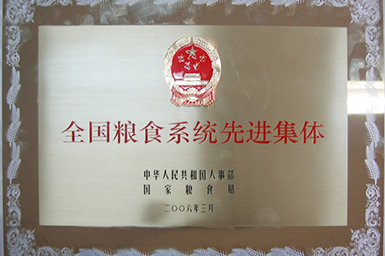 全国粮食系统先进集体
中华人民共和国人事部
国家粮食局
二〇〇六年三月